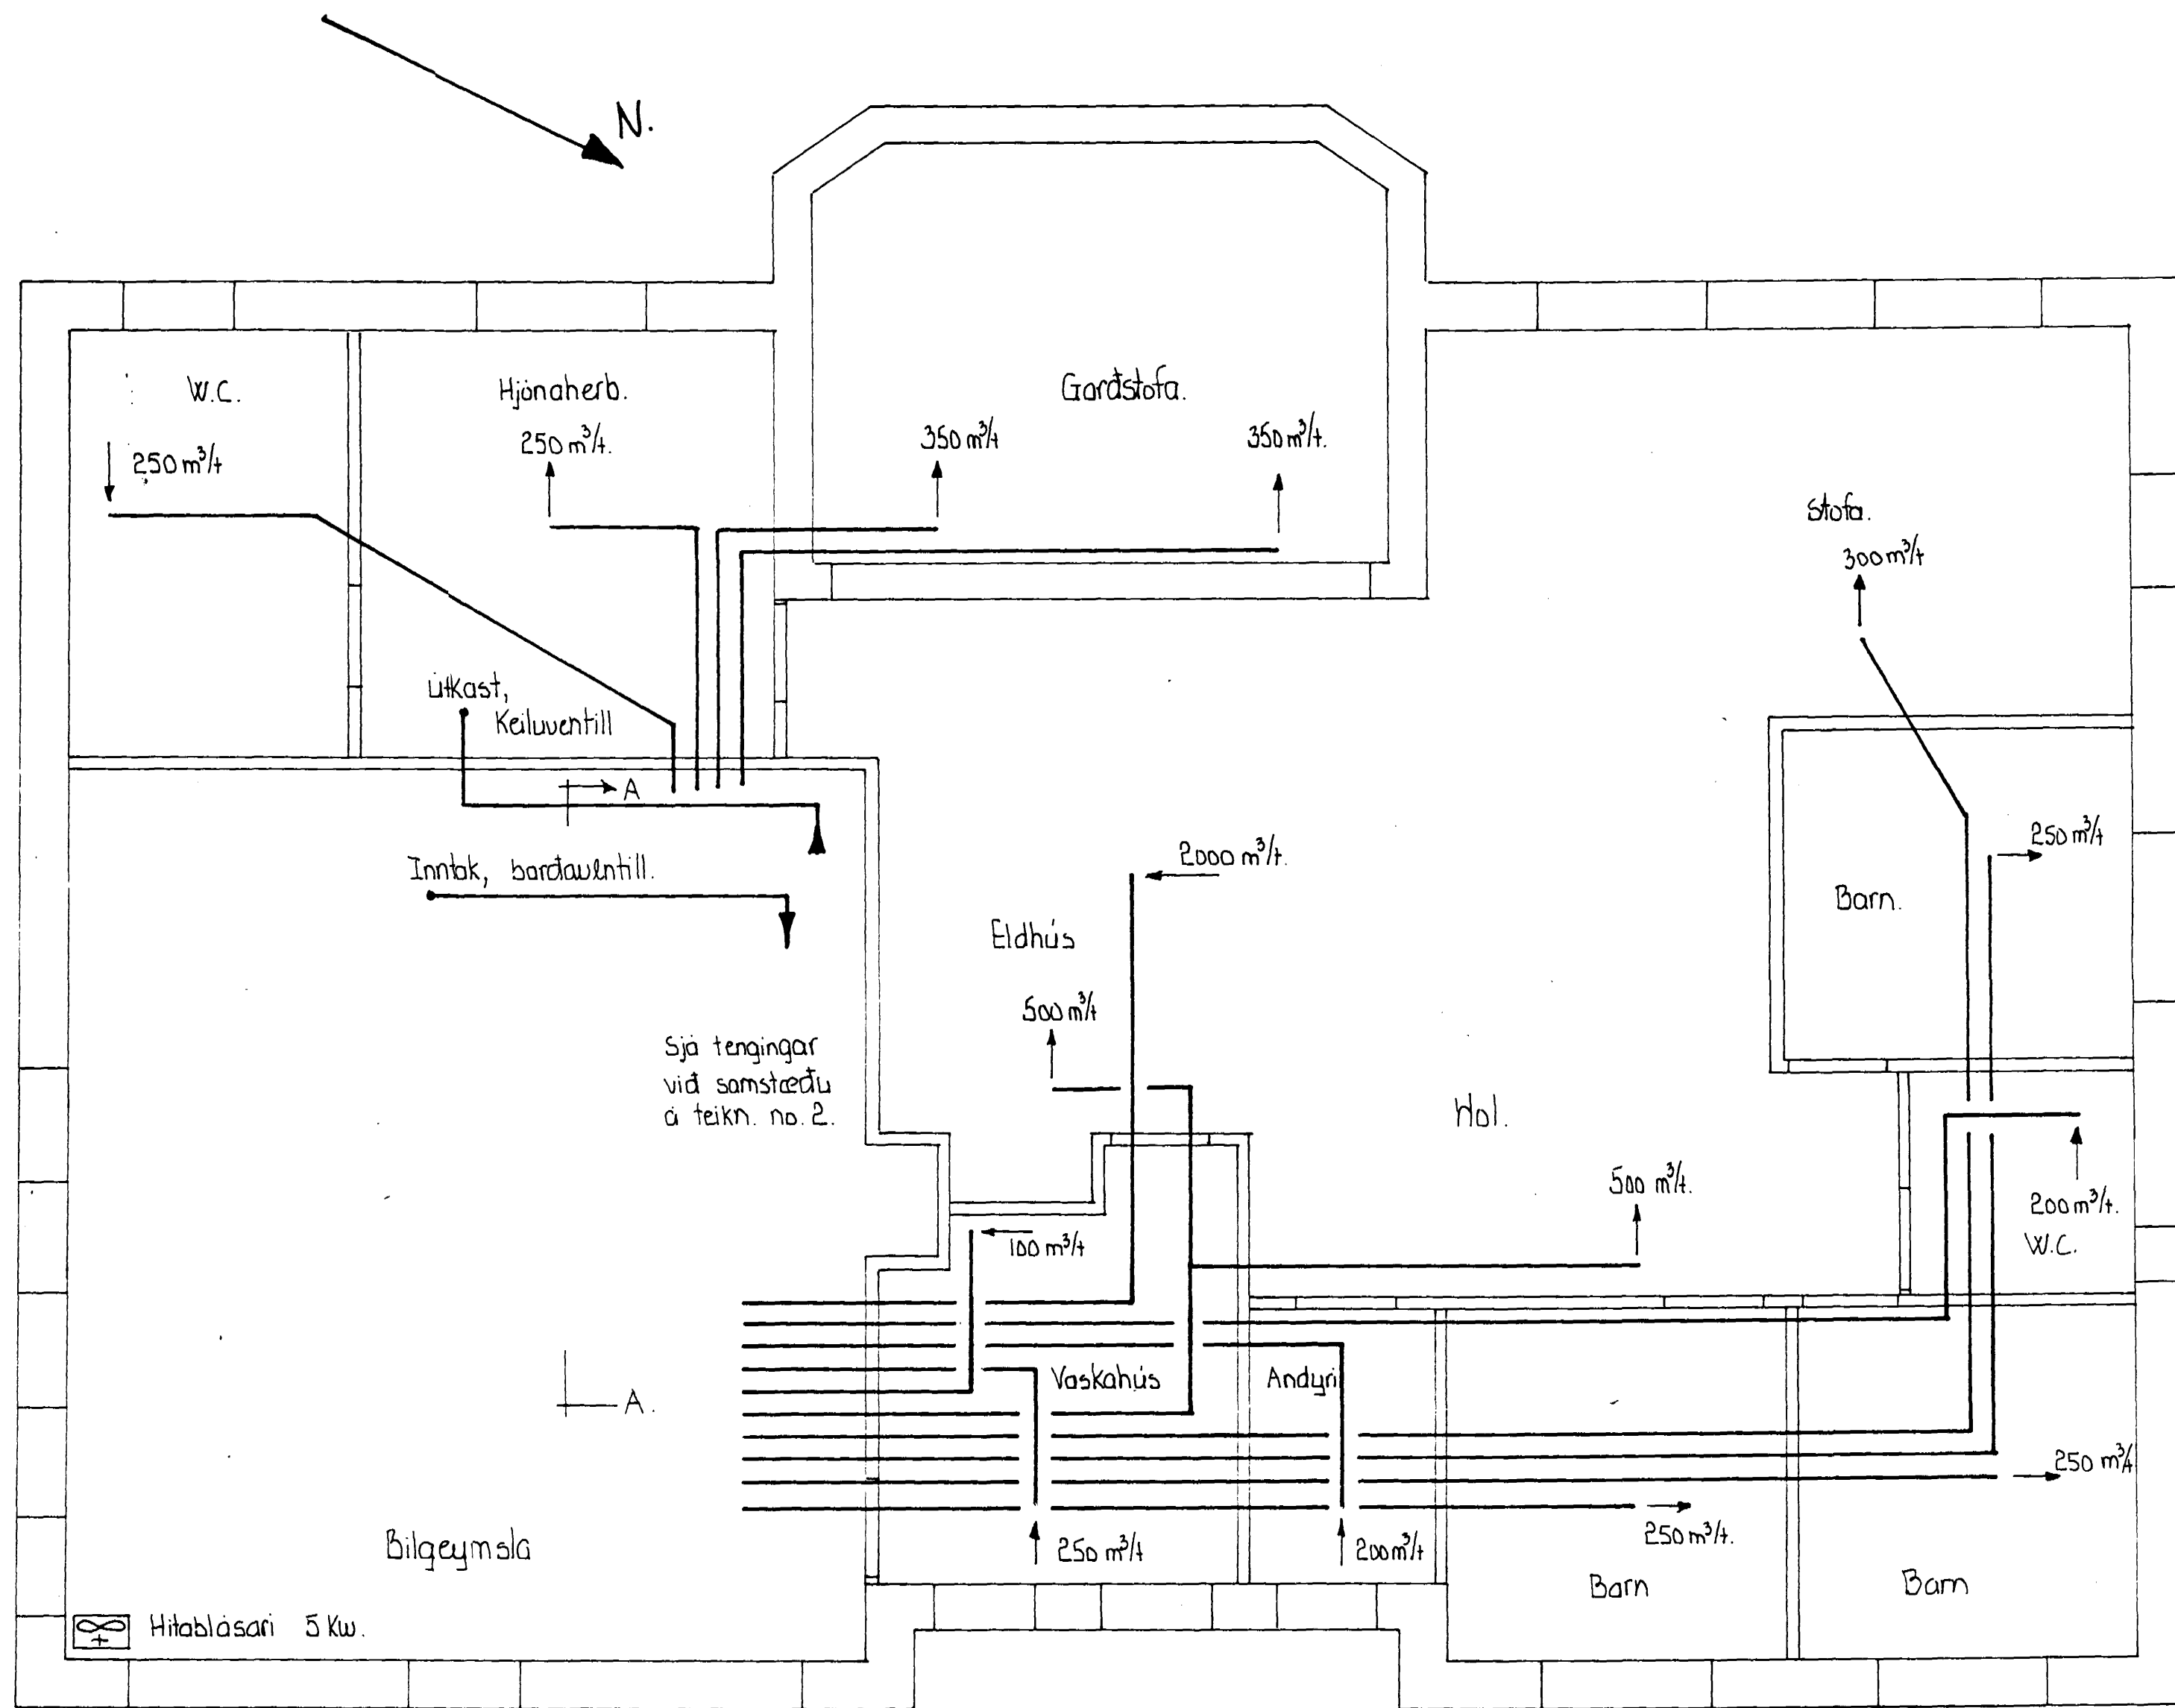 N.
W.C.
250 m³/t
Hjónaherb.
250 m³/t.
Garðstofa.
350 m³/t
350 m³/t.
Stofa.
300 m³/t
Útkast,
Keiluventill
A
Inntak, barðaventill.
2000 m³/t.
250 m³/t
Barn.
Eldhús
500 m³/t
Sjá tengingar
við samstæðu
á teikn. no. 2.
Hol.
500 m³/t.
200 m³/t.
W.C.
100 m³/t
Vaskahús
Andyri
A.
250 m³/t
250 m³/t
200 m³/t
250 m³/t.
Bilgeymsla
Barn
Barn
Hitablásari 5 Kw.